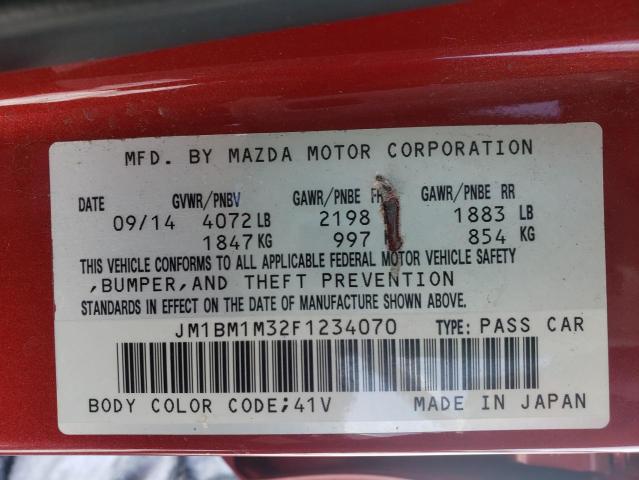 MFD. BY MAZDA MOTOR CORPORATION
DATE GVWR/PNBV GAWR/PNBE GAWR/PNBE RR
09/14 4072 LB 2198 1883 LB
1847 KG 997 854 KG
THIS VEHICLE CONFORMS TO ALL APPLICABLE FEDERAL MOTOR VEHICLE SAFETY
,BUMPER,AND THEFT PREVENTION
STANDARDS IN EFFECT ON THE DATE OF MANUFACTURE SHOWN ABOVE.
JM1BM1M32F1234070 TYPE: PASS CAR
BODY COLOR CODE;41V MADE IN JAPAN